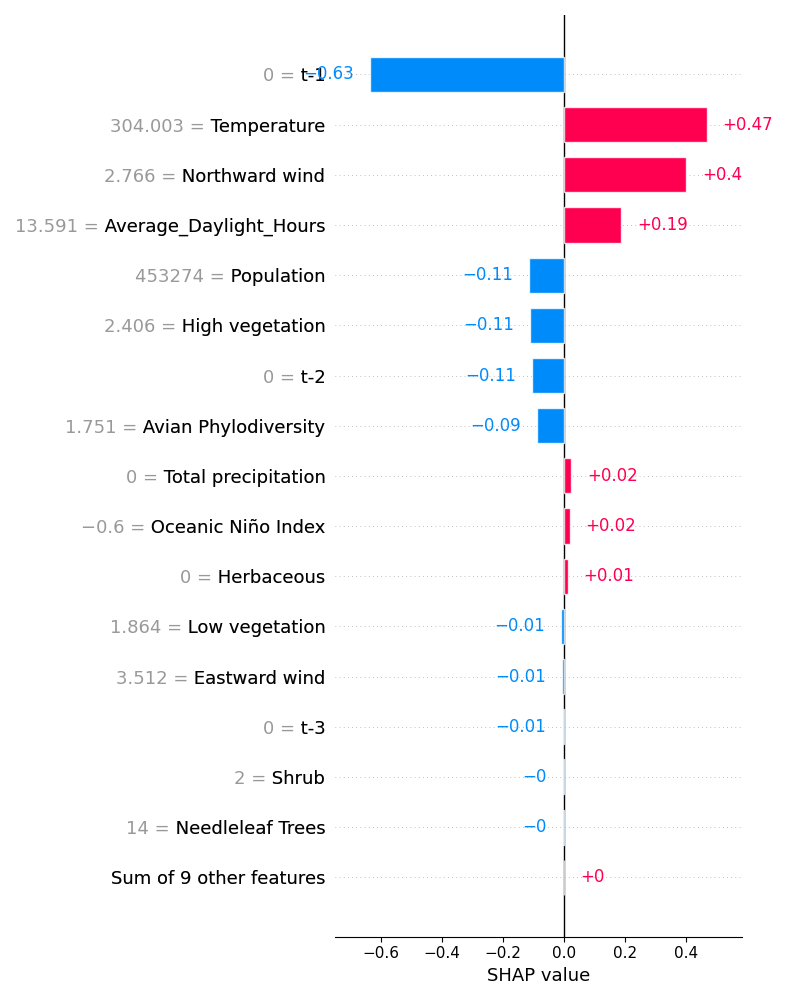 0 = t-1 −0.63
304.003 = Temperature +0.47
2.766 = Northward wind +0.4
13.591 = Average_Daylight_Hours +0.19
453274 = Population −0.11
2.406 = High vegetation −0.11
0 = t-2 −0.11
1.751 = Avian Phylodiversity −0.09
0 = Total precipitation +0.02
−0.6 = Oceanic Niño Index +0.02
0 = Herbaceous +0.01
1.864 = Low vegetation −0.01
3.512 = Eastward wind −0.01
0 = t-3 −0.01
2 = Shrub −0
14 = Needleleaf Trees −0
Sum of 9 other features +0
−0.6 −0.4 −0.2 0.0 0.2 0.4
SHAP value